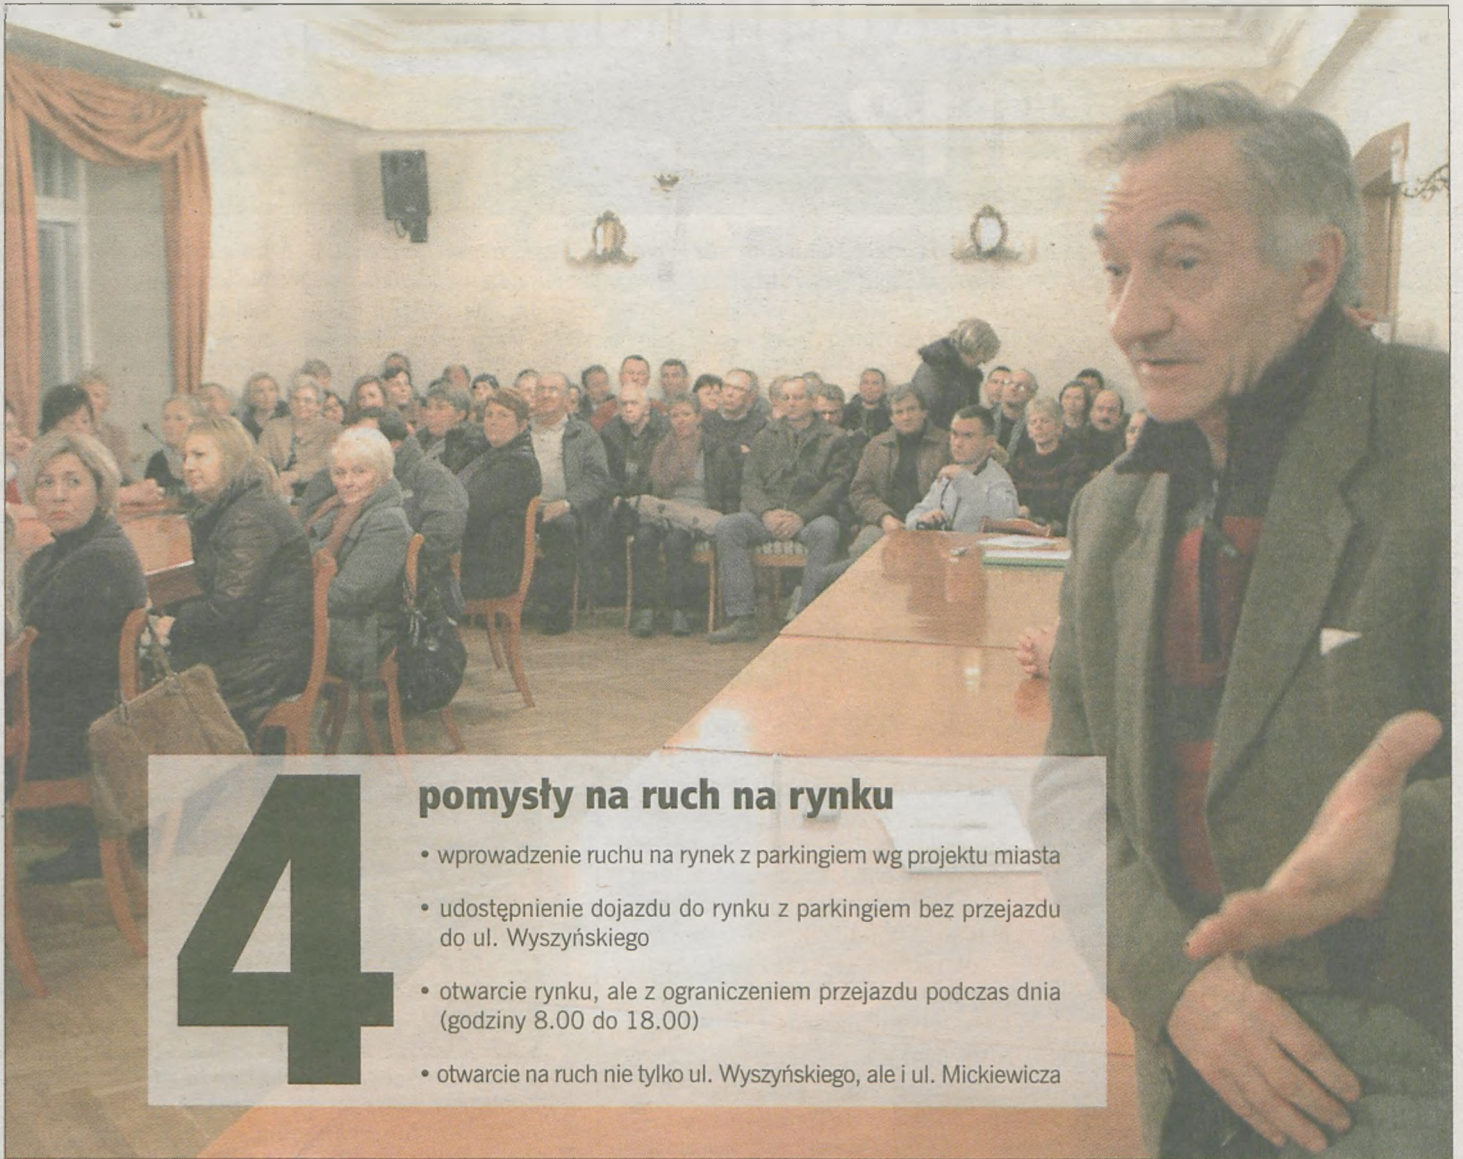 4
pomysły na ruch na rynku
• wprowadzenie ruchu na rynek z parkingiem wg projektu miasta
• udostępnienie dojazdu do rynku z parkingiem bez przejazdu
do ul. Wyszyńskiego
• otwarcie rynku, ale z ograniczeniem przejazdu podczas dnia
(godziny 8.00 do 18.00)
• otwarcie na ruch nie tylko ul. Wyszyńskiego, ale i ul. Mickiewicza